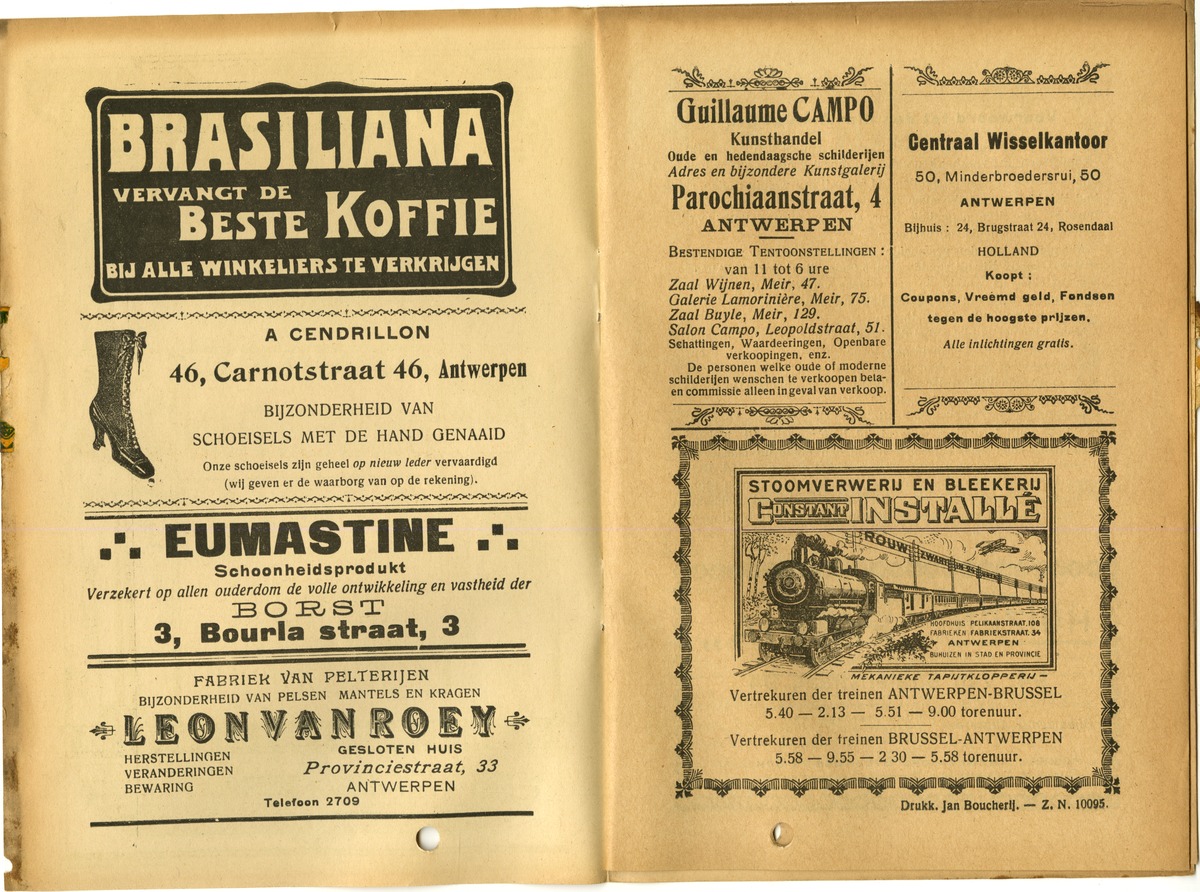 BRASILIANA
VERVANGT DE
BESTE KOFFIE
BIJ ALLE WINKELIERS TE VERKRIJGEN
A CENDRILLON
46, Carnotstraat 46, Antwerpen
BIJZONDERHEID VAN
SCHOEISELS MET DE HAND GENAAID
Onze schoeisels zijn geheel op nieuw leder vervaardigd
(wij geven er de waarborg van op de rekening).
EUMASTINE
Schoonheidsprodukt
Verzekert op allen ouderdom de volle ontwikkeling en vastheid der
BORST
3, Bourla straat, 3
FABRIEK VAN PELTERIJEN
BIJZONDERHEID VAN PELSEN MANTELS EN KRAGEN
LEON VAN ROEY
HERSTELLINGEN
VERANDERINGEN
BEWARING
GESLOTEN HUIS
Provinciestraat, 33
ANTWERPEN
Telefoon 2709
Guillaume CAMPO
Kunsthandel
Oude en hedendaagsche schilderijen
Adres en bijzondere Kunstgalerij
Parochiaanstraat, 4
ANTWERPEN
BESTENDIGE TENTOONSTELLINGEN :
van 11 tot 6 ure
Zaal Wijnen, Meir, 47.
Galerie Lamorinière, Meir, 75.
Zaal Buyle, Meir, 129.
Salon Campo, Leopoldstraat, 51.
Schattingen, Waardeeringen, Openbare
verkoopingen, enz.
De personen welke oude of moderne
schilderijen wenschen te verkoopen beta-
en commissie alleen in geval van verkoop.
Centraal Wisselkantoor
50, Minderbroedersrui, 50
ANTWERPEN
Bijhuis : 24, Brugstraat 24, Rosendaal
HOLLAND
Koopt :
Coupons, Vreemd geld, Fondsen
tegen de hoogste prijzen.
Alle inlichtingen gratis.
STOOMVERWERIJ EN BLEEKERIJ
CONSTANT INSTALLÉ
ROUWZWART IN 24 UREN
HOOFDHUIS PELIKAANSTRAAT. 108
FABRIEKEN FABRIEKSTRAAT. 34
ANTWERPEN
BIJHUIZEN IN STAD EN PROVINCIE
MEKANIEKE TAPIJTKLOPPERIJ -
Vertrekuren der treinen ANTWERPEN-BRUSSEL
5.40 — 2.13 — 5.51 — 9.00 torenuur.
Vertrekuren der treinen BRUSSEL-ANTWERPEN
5.58 — 9.55 — 2 30 — 5.58 torenuur.
Drukk. Jan Boucherij. — Z. N. 10095.